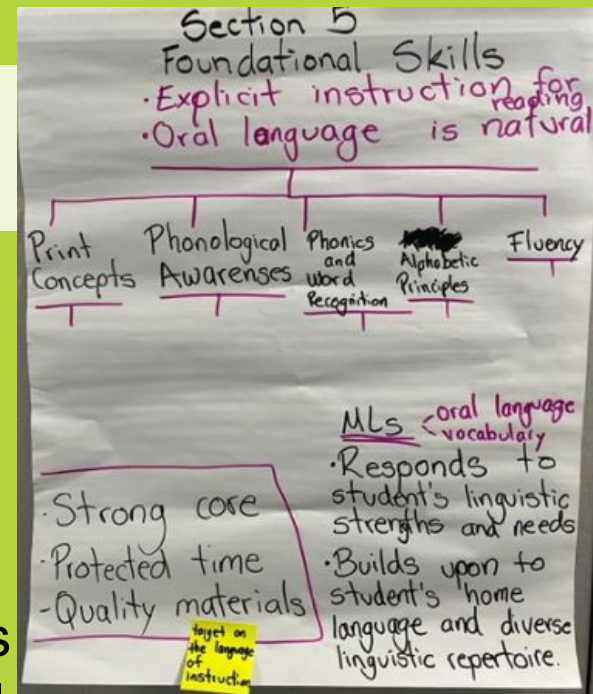 Section 5
Foundational Skills
·Explicit instruction for reading
·Oral language is natural
Print
Concepts
Phonological
Awarenses
Phonics
and
Word
Recognition
Alphabetic
Principles
Fluency
MLs <oral language
vocabulary
·Responds to
student's linguistic
strenghs and needs
·Builds upon to
student's home
language and diverse
linguistic repertoire.
·Strong core
·Protected time
-Quality materials
target on
the language
of
instruction
s